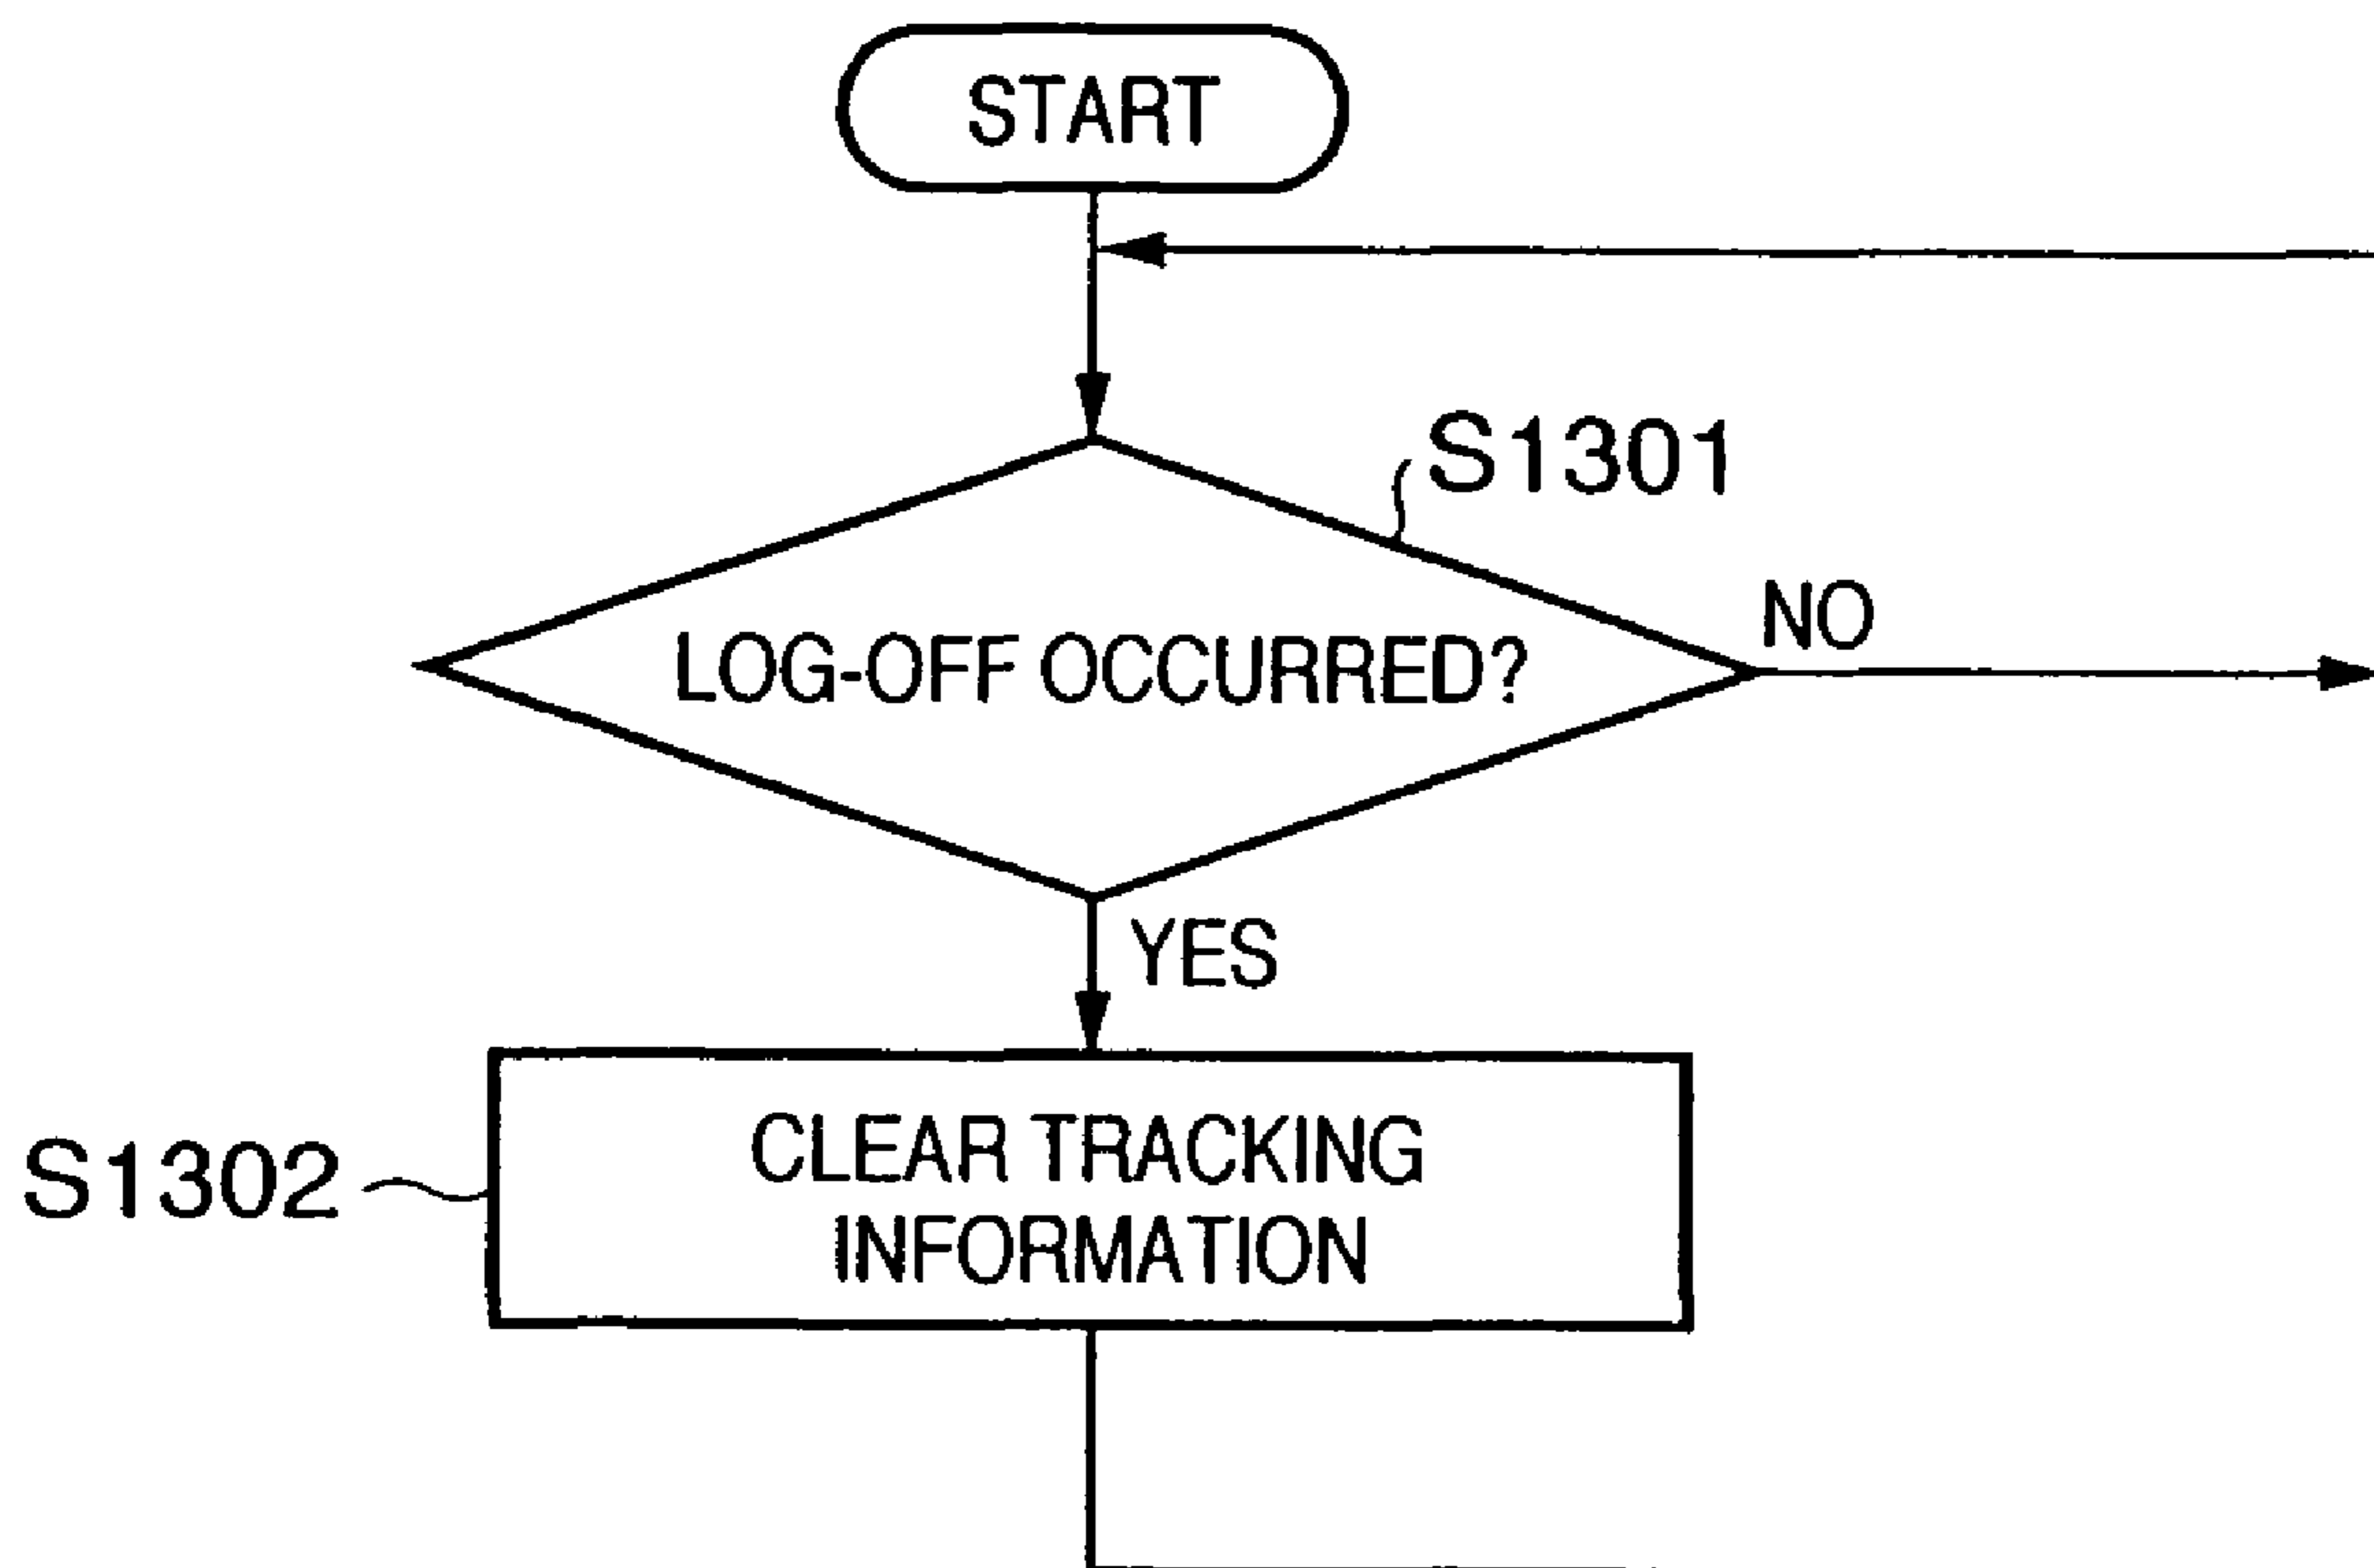 START
S1301
NO
LOG-OFF OCCURRED?
YES
CLEAR TRACKING
INFORMATION
S1302